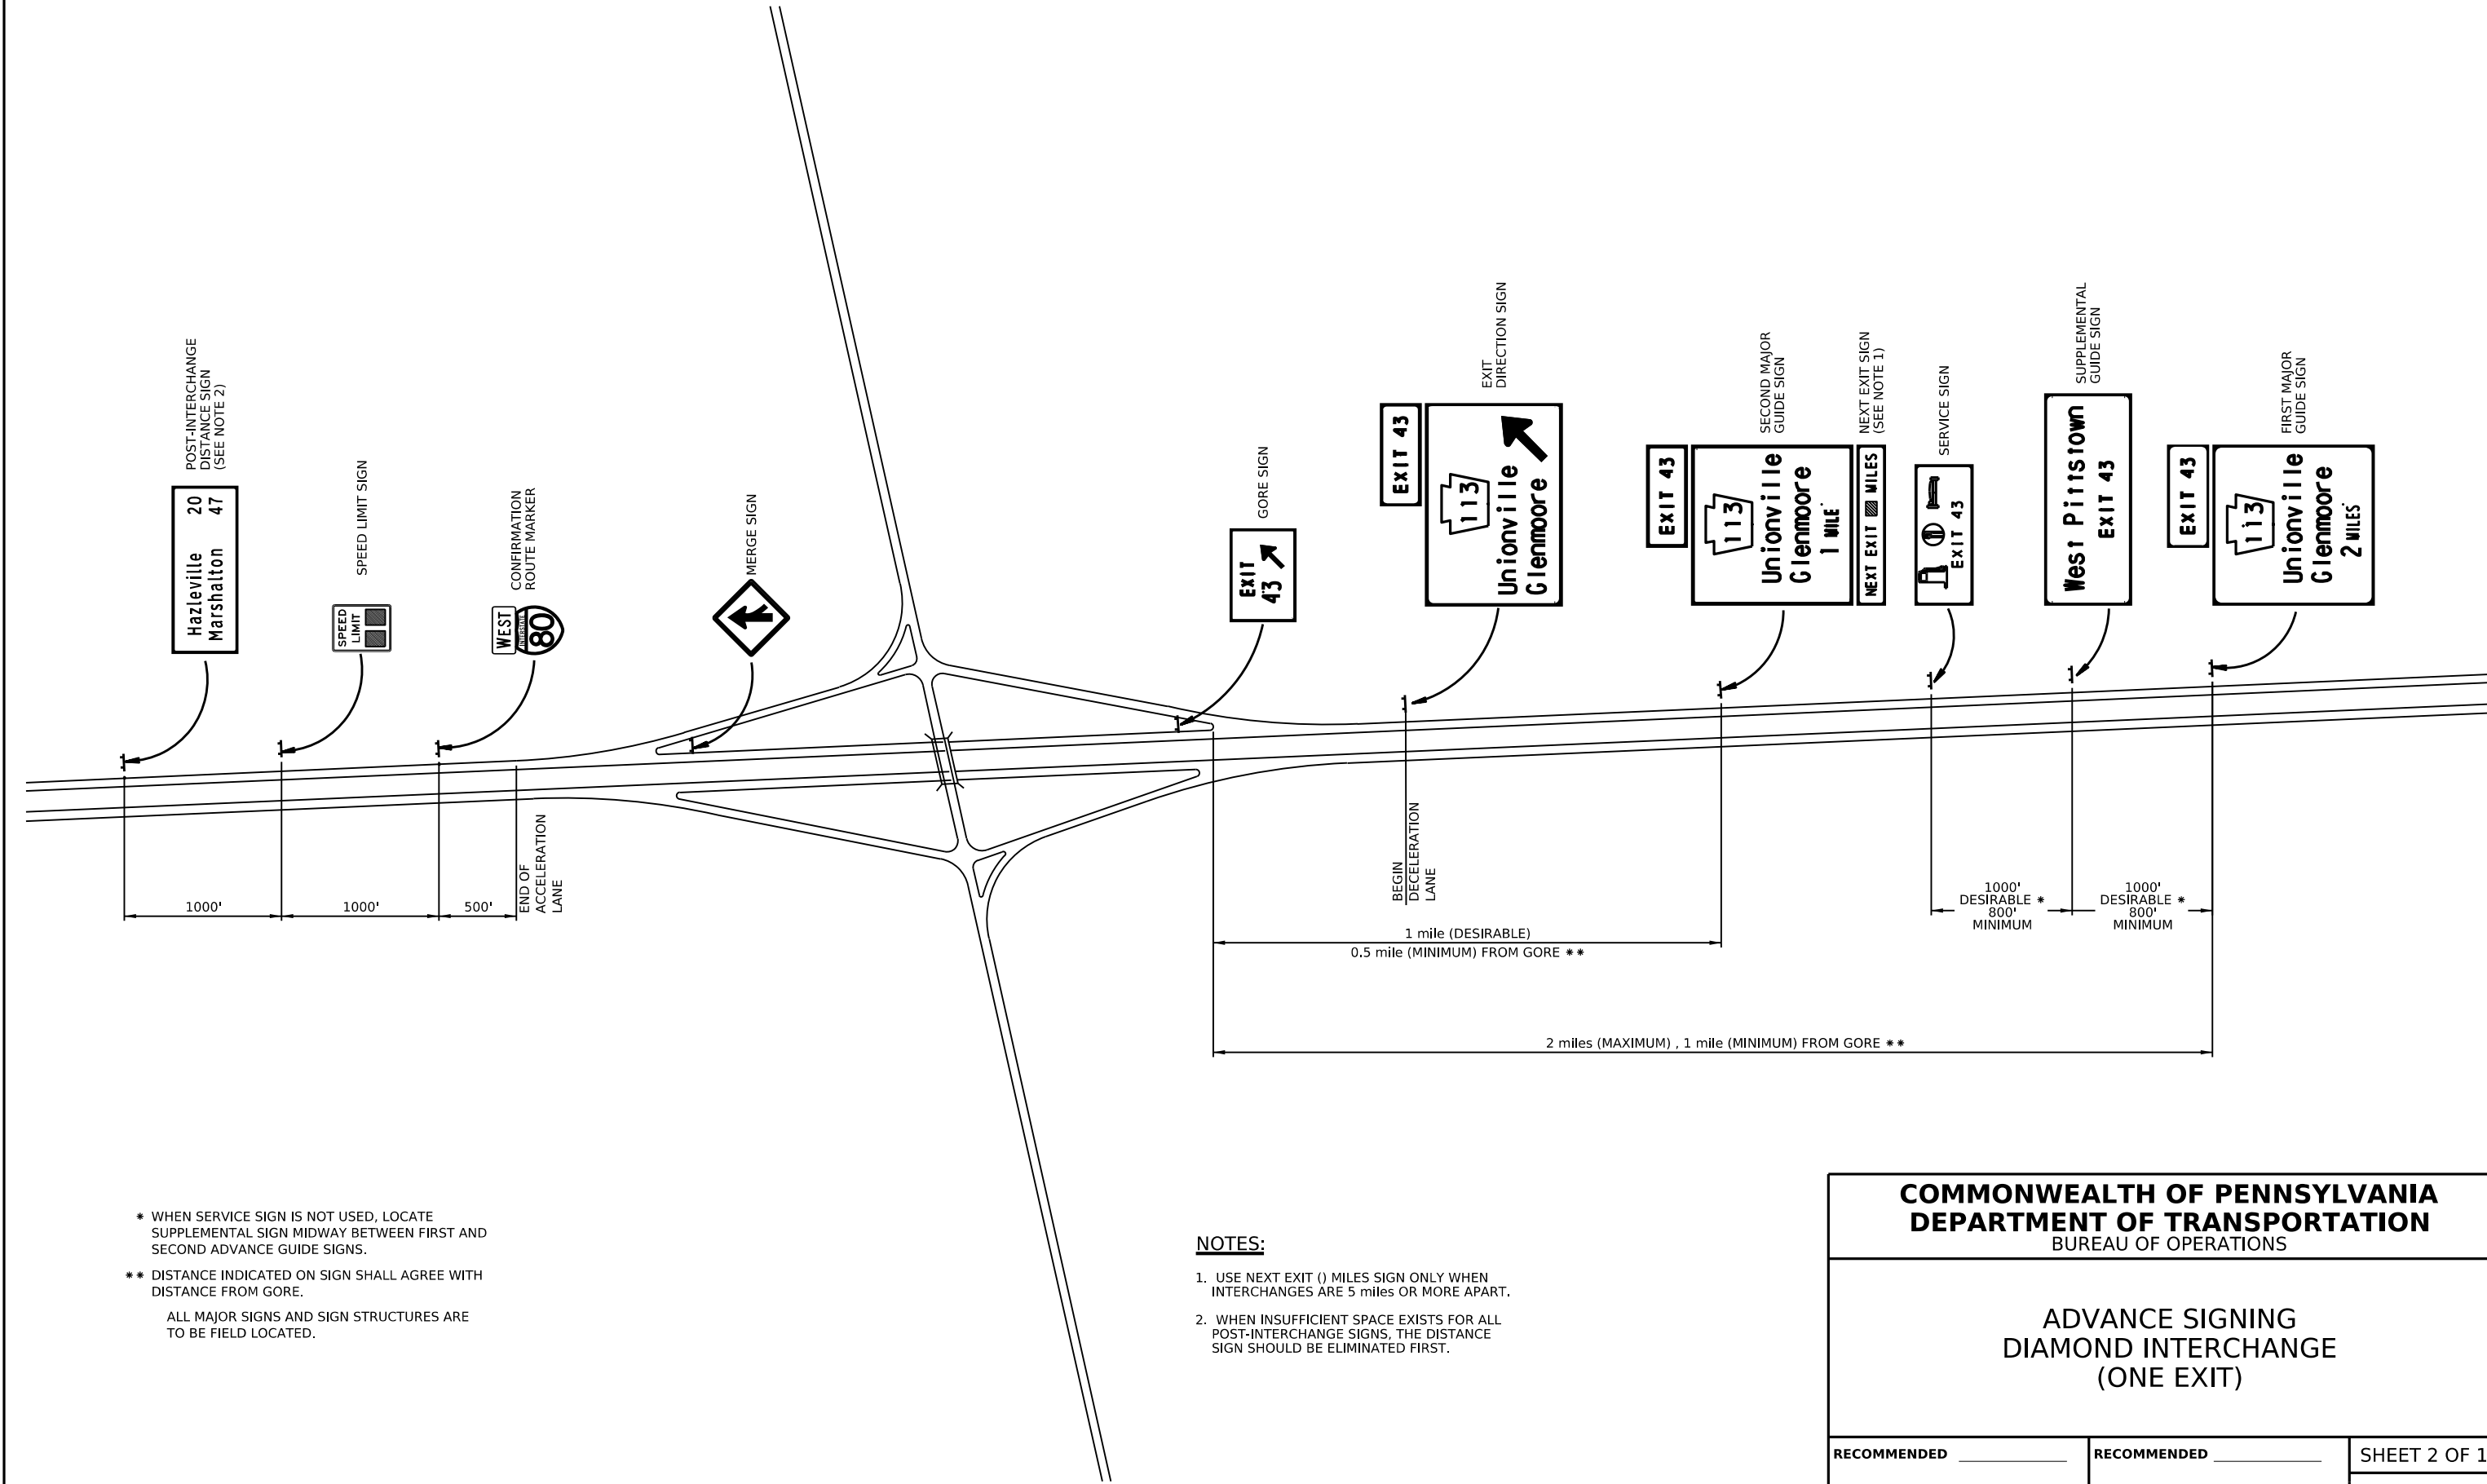 POST-INTERCHANGE
DISTANCE SIGN
(SEE NOTE 2)
Hazleville 20
Marshalton 47
SPEED LIMIT SIGN
SPEED
LIMIT
CONFIRMATION
ROUTE MARKER
WEST
INTERSTATE
80
MERGE SIGN
GORE SIGN
EXIT
43
EXIT
DIRECTION SIGN
EXIT 43
113
Unionville
Glenmoore
SECOND MAJOR
GUIDE SIGN
EXIT 43
113
Unionville
Glenmoore
1 MILE
NEXT EXIT SIGN
(SEE NOTE 1)
NEXT EXIT MILES
SERVICE SIGN
EXIT 43
SUPPLEMENTAL
GUIDE SIGN
West Pittstown
EXIT 43
FIRST MAJOR
GUIDE SIGN
EXIT 43
113
Unionville
Glenmoore
2 MILES
1000'
1000'
500'
END OF
ACCELERATION
LANE
BEGIN
DECELERATION
LANE
1000'
DESIRABLE *
800'
MINIMUM
1000'
DESIRABLE *
800'
MINIMUM
1 mile (DESIRABLE)
0.5 mile (MINIMUM) FROM GORE **
2 miles (MAXIMUM) , 1 mile (MINIMUM) FROM GORE **
* WHEN SERVICE SIGN IS NOT USED, LOCATE
SUPPLEMENTAL SIGN MIDWAY BETWEEN FIRST AND
SECOND ADVANCE GUIDE SIGNS.
** DISTANCE INDICATED ON SIGN SHALL AGREE WITH
DISTANCE FROM GORE.
ALL MAJOR SIGNS AND SIGN STRUCTURES ARE
TO BE FIELD LOCATED.
NOTES:
1. USE NEXT EXIT () MILES SIGN ONLY WHEN
INTERCHANGES ARE 5 miles OR MORE APART.
2. WHEN INSUFFICIENT SPACE EXISTS FOR ALL
POST-INTERCHANGE SIGNS, THE DISTANCE
SIGN SHOULD BE ELIMINATED FIRST.
COMMONWEALTH OF PENNSYLVANIA
DEPARTMENT OF TRANSPORTATION
BUREAU OF OPERATIONS
ADVANCE SIGNING
DIAMOND INTERCHANGE
(ONE EXIT)
RECOMMENDED
RECOMMENDED
SHEET 2 OF 1